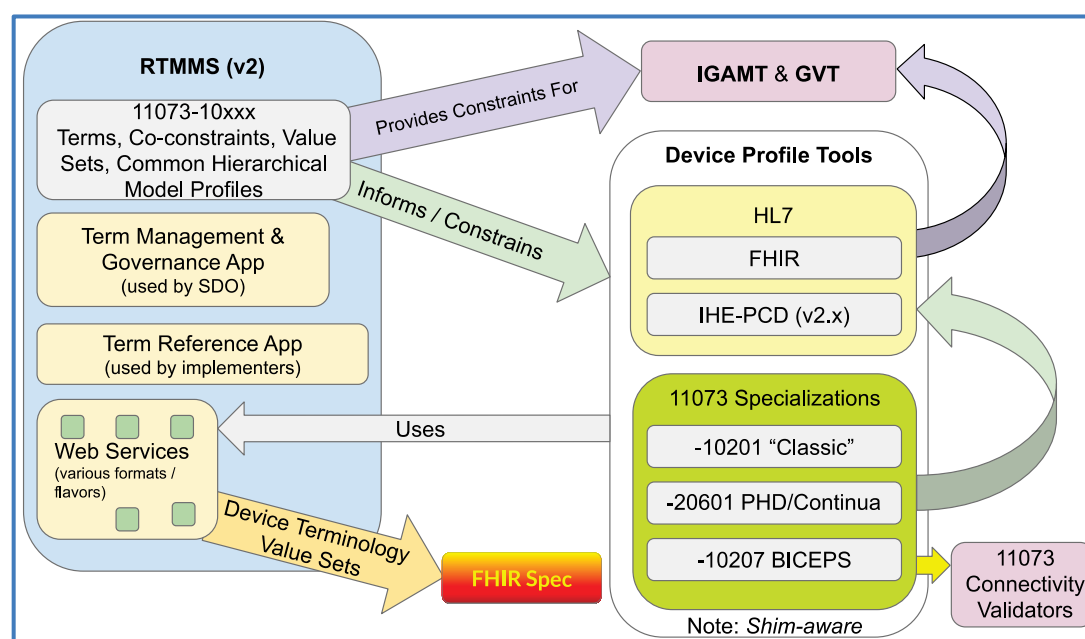 RTMMS (v2)
11073-10xxx
Terms, Co-constraints, Value
Sets, Common Hierarchical
Model Profiles
Term Management &
Governance App
(used by SDO)
Term Reference App
(used by implementers)
Web Services
(various formats /
flavors)
Provides Constraints For
Informs / Constrains
Uses
Device Terminology
Value Sets
FHIR Spec
IGAMT & GVT
Device Profile Tools
HL7
FHIR
IHE-PCD (v2.x)
11073 Specializations
-10201 “Classic”
-20601 PHD/Continua
-10207 BICEPS
Note: Shim-aware
11073
Connectivity
Validators